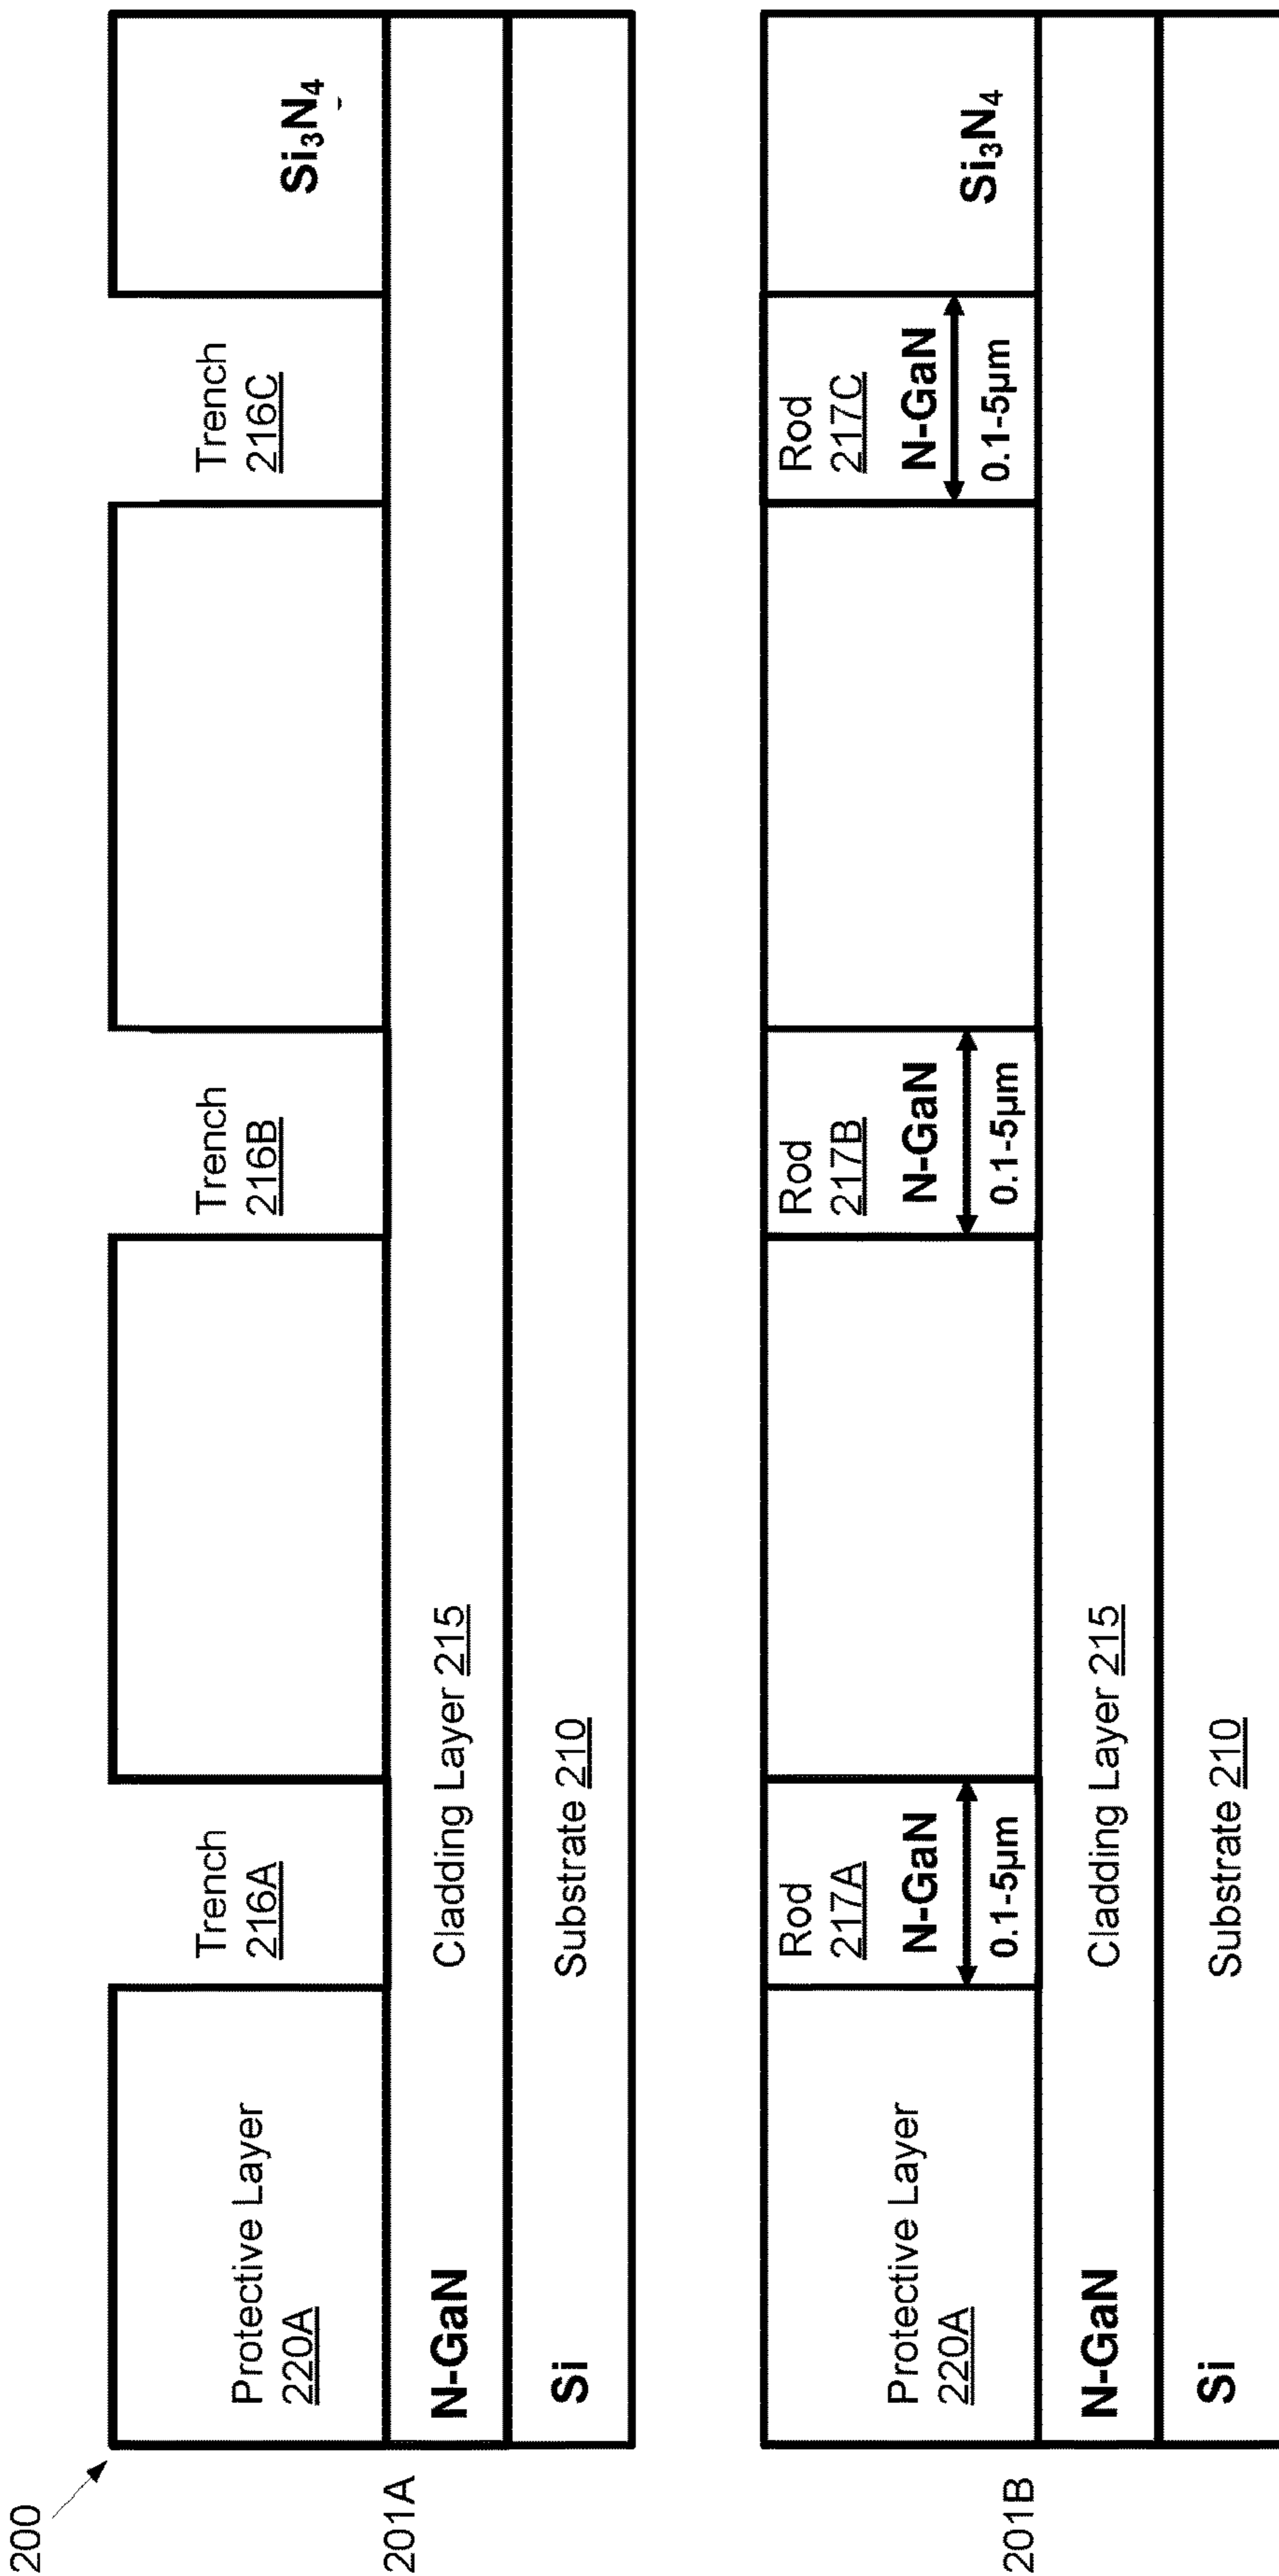 200
201A
Protective Layer
220A
Trench
216A
Trench
216B
Trench
216C
Si₃N₄
N-GaN
Cladding Layer 215
Si
Substrate 210
201B
Protective Layer
220A
Rod
217A
N-GaN
0.1-5µm
Rod
217B
N-GaN
0.1-5µm
Rod
217C
N-GaN
0.1-5µm
Si₃N₄
N-GaN
Cladding Layer 215
Si
Substrate 210